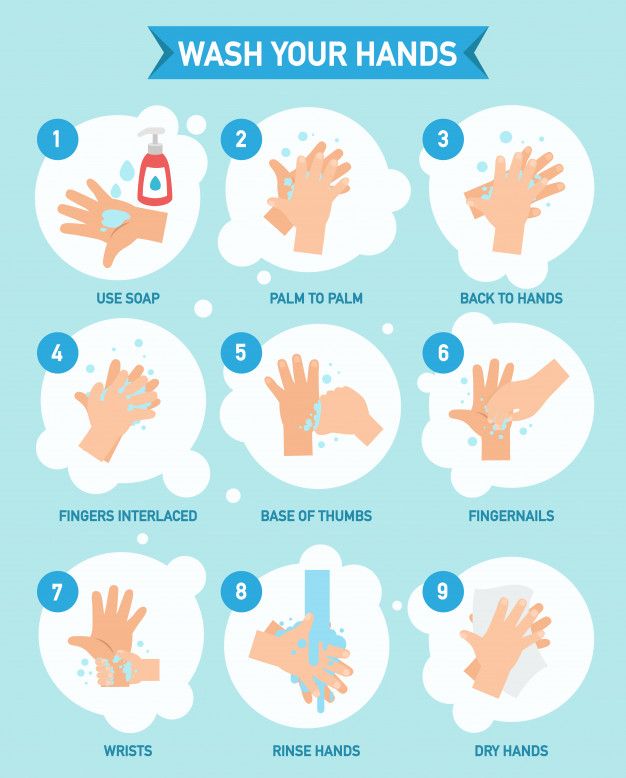 WASH YOUR HANDS
1
USE SOAP
2
PALM TO PALM
3
BACK TO HANDS
4
FINGERS INTERLACED
5
BASE OF THUMBS
6
FINGERNAILS
7
WRISTS
8
RINSE HANDS
9
DRY HANDS